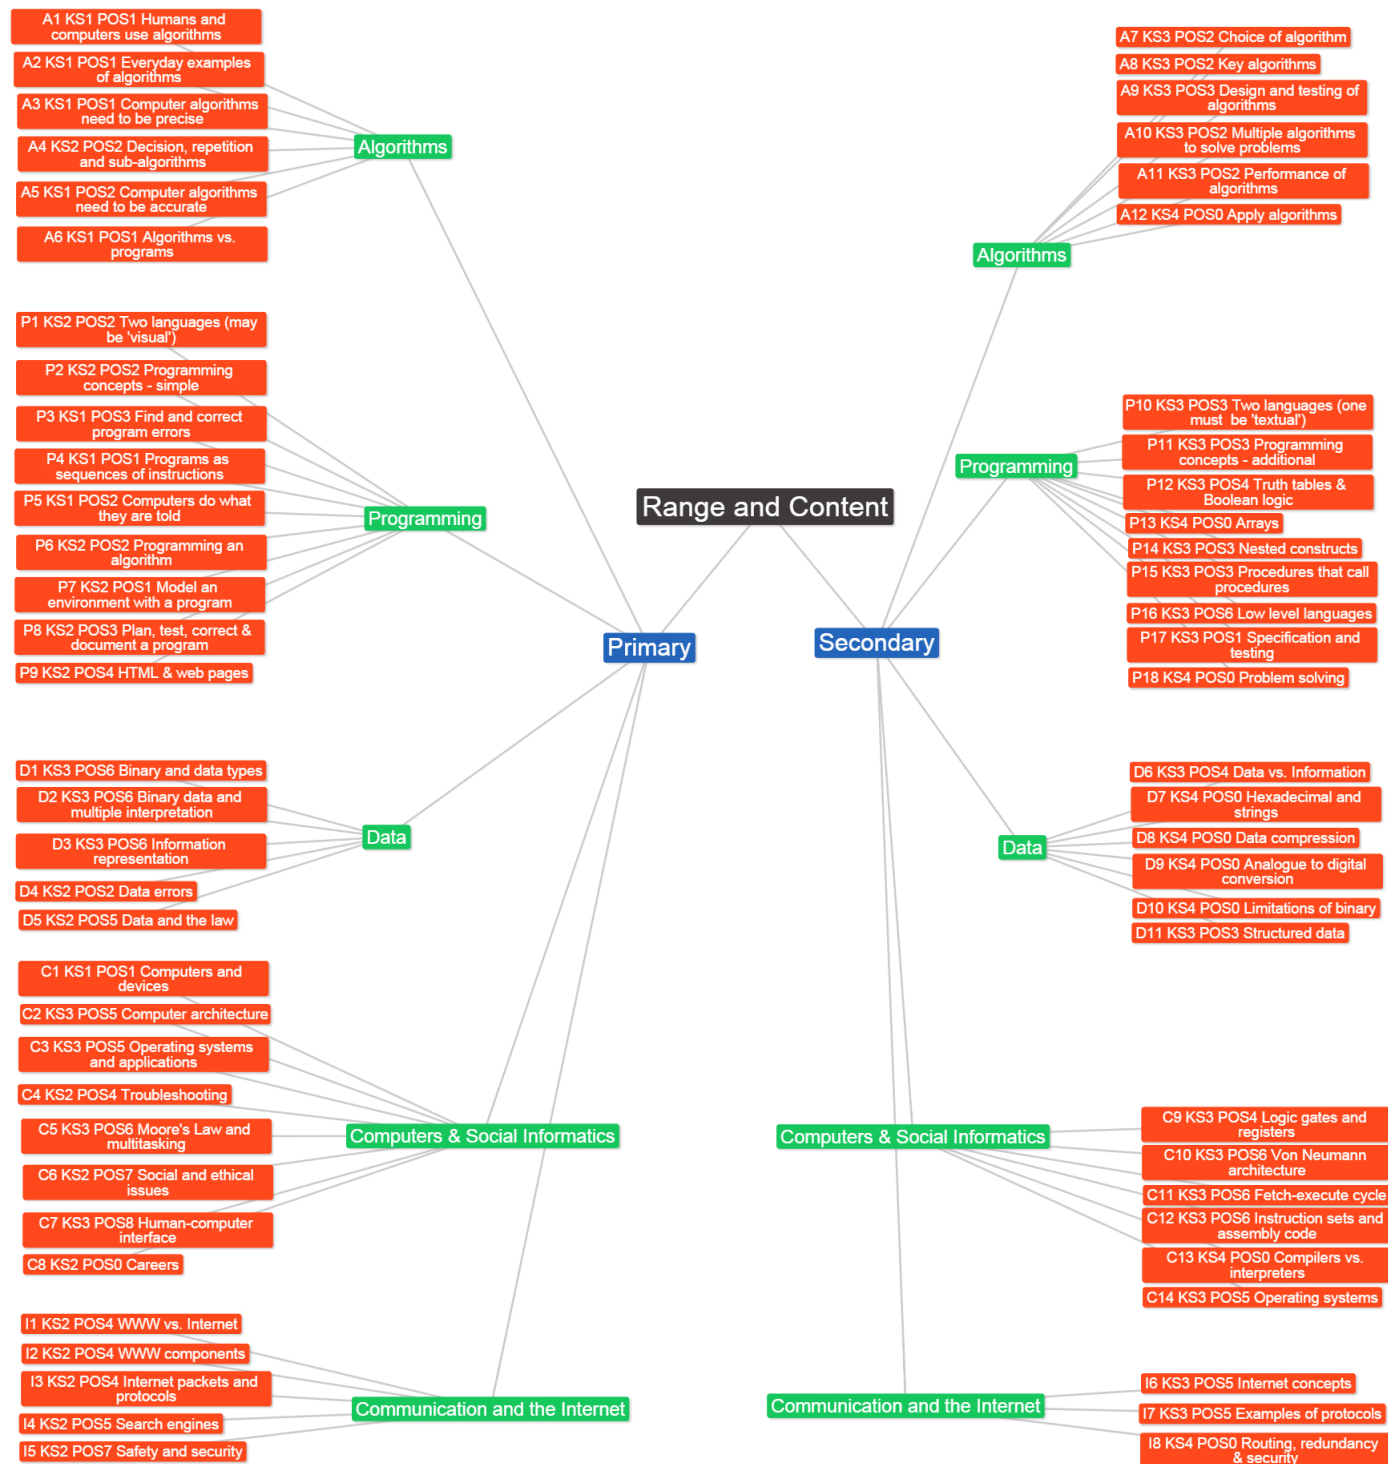 Range and Content
Primary
Algorithms
A1 KS1 POS1 Humans and
computers use algorithms
A2 KS1 POS1 Everyday examples
of algorithms
A3 KS1 POS1 Computer algorithms
need to be precise
A4 KS2 POS2 Decision, repetition
and sub-algorithms
A5 KS1 POS2 Computer algorithms
need to be accurate
A6 KS1 POS1 Algorithms vs.
programs
Programming
P1 KS2 POS2 Two languages (may
be 'visual')
P2 KS2 POS2 Programming
concepts - simple
P3 KS1 POS3 Find and correct
program errors
P4 KS1 POS1 Programs as
sequences of instructions
P5 KS1 POS2 Computers do what
they are told
P6 KS2 POS2 Programming an
algorithm
P7 KS2 POS1 Model an
environment with a program
P8 KS2 POS3 Plan, test, correct &
document a program
P9 KS2 POS4 HTML & web pages
Data
D1 KS3 POS6 Binary and data types
D2 KS3 POS6 Binary data and
multiple interpretation
D3 KS3 POS6 Information
representation
D4 KS2 POS2 Data errors
D5 KS2 POS5 Data and the law
Computers & Social Informatics
C1 KS1 POS1 Computers and
devices
C2 KS3 POS5 Computer architecture
C3 KS3 POS5 Operating systems
and applications
C4 KS2 POS4 Troubleshooting
C5 KS3 POS6 Moore's Law and
multitasking
C6 KS2 POS7 Social and ethical
issues
C7 KS3 POS8 Human-computer
interface
C8 KS2 POS0 Careers
Communication and the Internet
I1 KS2 POS4 WWW vs. Internet
I2 KS2 POS4 WWW components
I3 KS2 POS4 Internet packets and
protocols
I4 KS2 POS5 Search engines
I5 KS2 POS7 Safety and security
Secondary
Algorithms
A7 KS3 POS2 Choice of algorithm
A8 KS3 POS2 Key algorithms
A9 KS3 POS3 Design and testing of
algorithms
A10 KS3 POS2 Multiple algorithms
to solve problems
A11 KS3 POS2 Performance of
algorithms
A12 KS4 POS0 Apply algorithms
Programming
P10 KS3 POS3 Two languages (one
must be 'textual')
P11 KS3 POS3 Programming
concepts - additional
P12 KS3 POS4 Truth tables &
Boolean logic
P13 KS4 POS0 Arrays
P14 KS3 POS3 Nested constructs
P15 KS3 POS3 Procedures that call
procedures
P16 KS3 POS6 Low level languages
P17 KS3 POS1 Specification and
testing
P18 KS4 POS0 Problem solving
Data
D6 KS3 POS4 Data vs. Information
D7 KS4 POS0 Hexadecimal and
strings
D8 KS4 POS0 Data compression
D9 KS4 POS0 Analogue to digital
conversion
D10 KS4 POS0 Limitations of binary
D11 KS3 POS3 Structured data
Computers & Social Informatics
C9 KS3 POS4 Logic gates and
registers
C10 KS3 POS6 Von Neumann
architecture
C11 KS3 POS6 Fetch-execute cycle
C12 KS3 POS6 Instruction sets and
assembly code
C13 KS4 POS0 Compilers vs.
interpreters
C14 KS3 POS5 Operating systems
Communication and the Internet
I6 KS3 POS5 Internet concepts
I7 KS3 POS5 Examples of protocols
I8 KS4 POS0 Routing, redundancy
& security